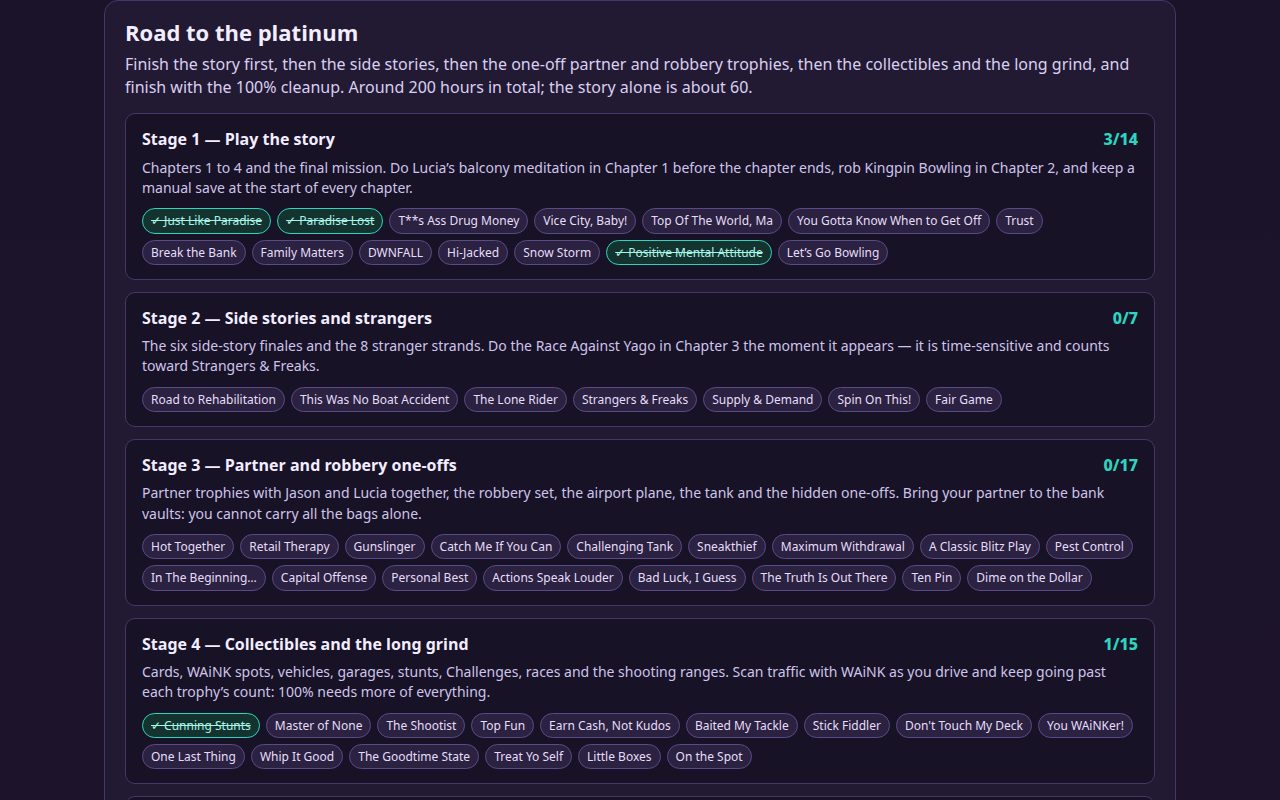 Road to the platinum
Finish the story first, then the side stories, then the one-off partner and robbery trophies, then the collectibles and the long grind, and
finish with the 100% cleanup. Around 200 hours in total; the story alone is about 60.
Stage 1 — Play the story 3/14
Chapters 1 to 4 and the final mission. Do Lucia’s balcony meditation in Chapter 1 before the chapter ends, rob Kingpin Bowling in Chapter 2, and keep a
manual save at the start of every chapter.
✓ Just Like Paradise ✓ Paradise Lost T**s Ass Drug Money Vice City, Baby! Top Of The World, Ma You Gotta Know When to Get Off Trust
Break the Bank Family Matters DWNFALL Hi-Jacked Snow Storm ✓ Positive Mental Attitude Let's Go Bowling
Stage 2 — Side stories and strangers 0/7
The six side-story finales and the 8 stranger strands. Do the Race Against Yago in Chapter 3 the moment it appears — it is time-sensitive and counts
toward Strangers & Freaks.
Road to Rehabilitation This Was No Boat Accident The Lone Rider Strangers & Freaks Supply & Demand Spin On This! Fair Game
Stage 3 — Partner and robbery one-offs 0/17
Partner trophies with Jason and Lucia together, the robbery set, the airport plane, the tank and the hidden one-offs. Bring your partner to the bank
vaults: you cannot carry all the bags alone.
Hot Together Retail Therapy Gunslinger Catch Me If You Can Challenging Tank Sneakthief Maximum Withdrawal A Classic Blitz Play Pest Control
In The Beginning... Capital Offense Personal Best Actions Speak Louder Bad Luck, I Guess The Truth Is Out There Ten Pin Dime on the Dollar
Stage 4 — Collectibles and the long grind 1/15
Cards, WAiNK spots, vehicles, garages, stunts, Challenges, races and the shooting ranges. Scan traffic with WAiNK as you drive and keep going past
each trophy’s count: 100% needs more of everything.
✓ Cunning Stunts Master of None The Shootist Top Fun Earn Cash, Not Kudos Baited My Tackle Stick Fiddler Don't Touch My Deck You WAiNKer!
One Last Thing Whip It Good The Goodtime State Treat Yo Self Little Boxes On the Spot